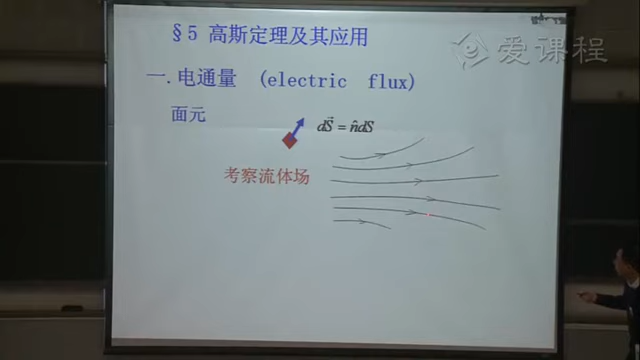 §5 高斯定理及其应用
爱课程
一.电通量 (electric flux)
面元
dS⃗ = n̂dS
考察流体场